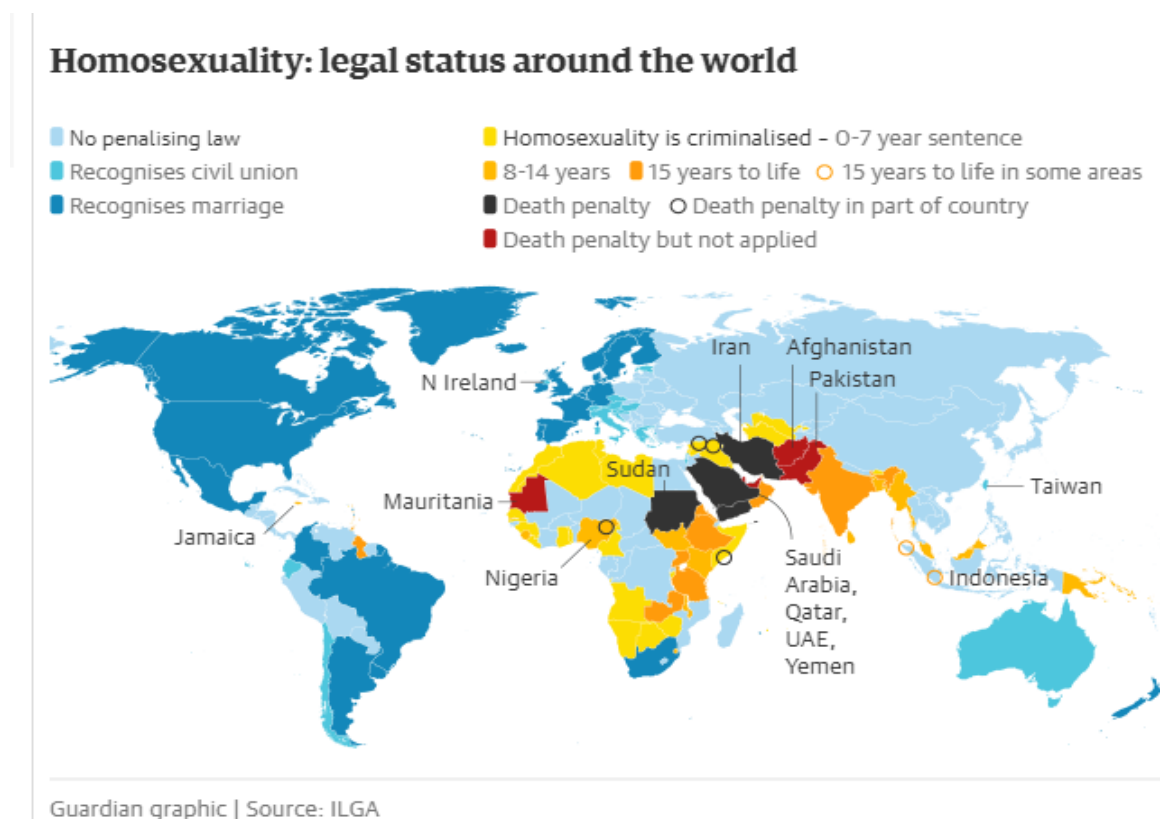 Homosexuality: legal status around the world
No penalising law
Recognises civil union
Recognises marriage
Homosexuality is criminalised – 0-7 year sentence
8-14 years 15 years to life 15 years to life in some areas
Death penalty Death penalty in part of country
Death penalty but not applied
Iran
Afghanistan
Pakistan
N Ireland
Sudan
Mauritania
Taiwan
Jamaica
Nigeria
Saudi
Arabia,
Qatar,
UAE,
Yemen
Indonesia
Guardian graphic | Source: ILGA